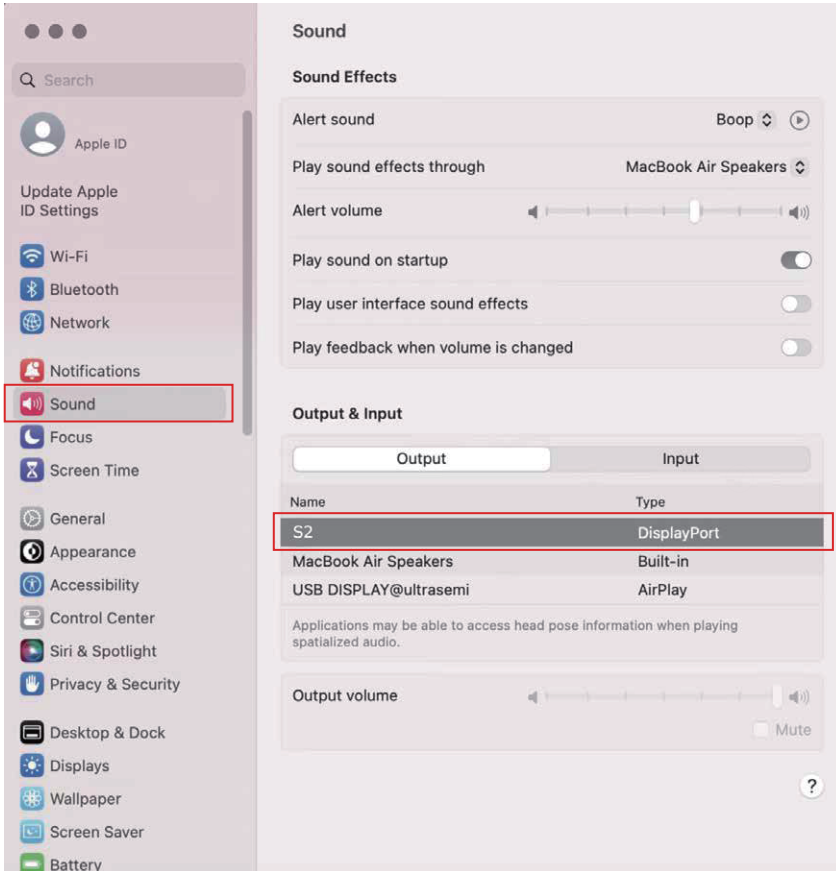 Search
Apple ID
Update Apple
ID Settings
Wi-Fi
Bluetooth
Network
Notifications
Sound
Focus
Screen Time
General
Appearance
Accessibility
Control Center
Siri & Spotlight
Privacy & Security
Desktop & Dock
Displays
Wallpaper
Screen Saver
Battery
Sound
Sound Effects
Alert sound Boop
Play sound effects through MacBook Air Speakers
Alert volume
Play sound on startup
Play user interface sound effects
Play feedback when volume is changed
Output & Input
Output Input
Name Type
S2 DisplayPort
MacBook Air Speakers Built-in
USB DISPLAY@ultrasemi AirPlay
Applications may be able to access head pose information when playing
spatialized audio.
Output volume
Mute
?